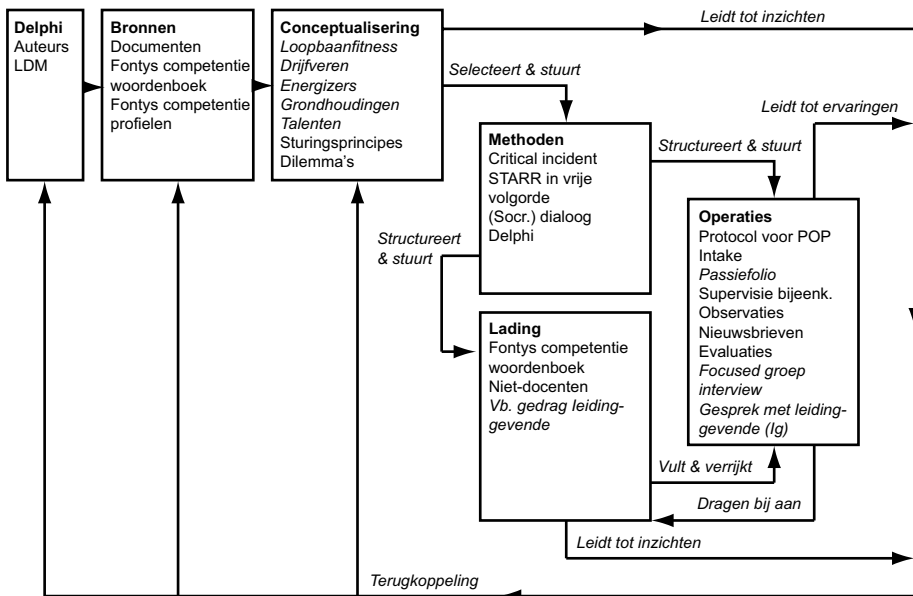 Delphi
Auteurs
LDM
Bronnen
Documenten
Fontys competentie
woordenboek
Fontys competentie
profielen
Conceptualisering
Loopbaanfitness
Drijfveren
Energizers
Grondhoudingen
Talenten
Sturingsprincipes
Dilemma's
Leidt tot inzichten
Selecteert & stuurt
Leidt tot ervaringen
Methoden
Critical incident
STARR in vrije
volgorde
(Socr.) dialoog
Delphi
Structureert & stuurt
Structureert
& stuurt
Operaties
Protocol voor POP
Intake
Passiefolio
Supervisie bijeenk.
Observaties
Nieuwsbrieven
Evaluaties
Focused groep
interview
Gesprek met leiding-
gevende (lg)
Lading
Fontys competentie
woordenboek
Niet-docenten
Vb. gedrag leiding-
gevende
Vult & verrijkt
Dragen bij aan
Leidt tot inzichten
Terugkoppeling